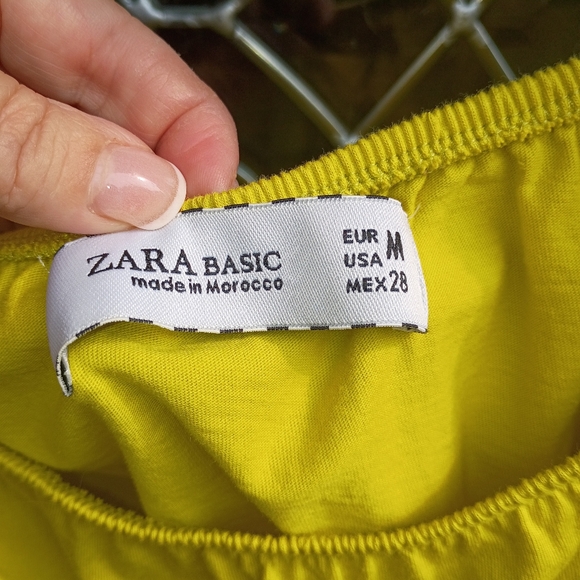 ZARA BASIC
made in Morocco
EUR M
USA
MEX 28